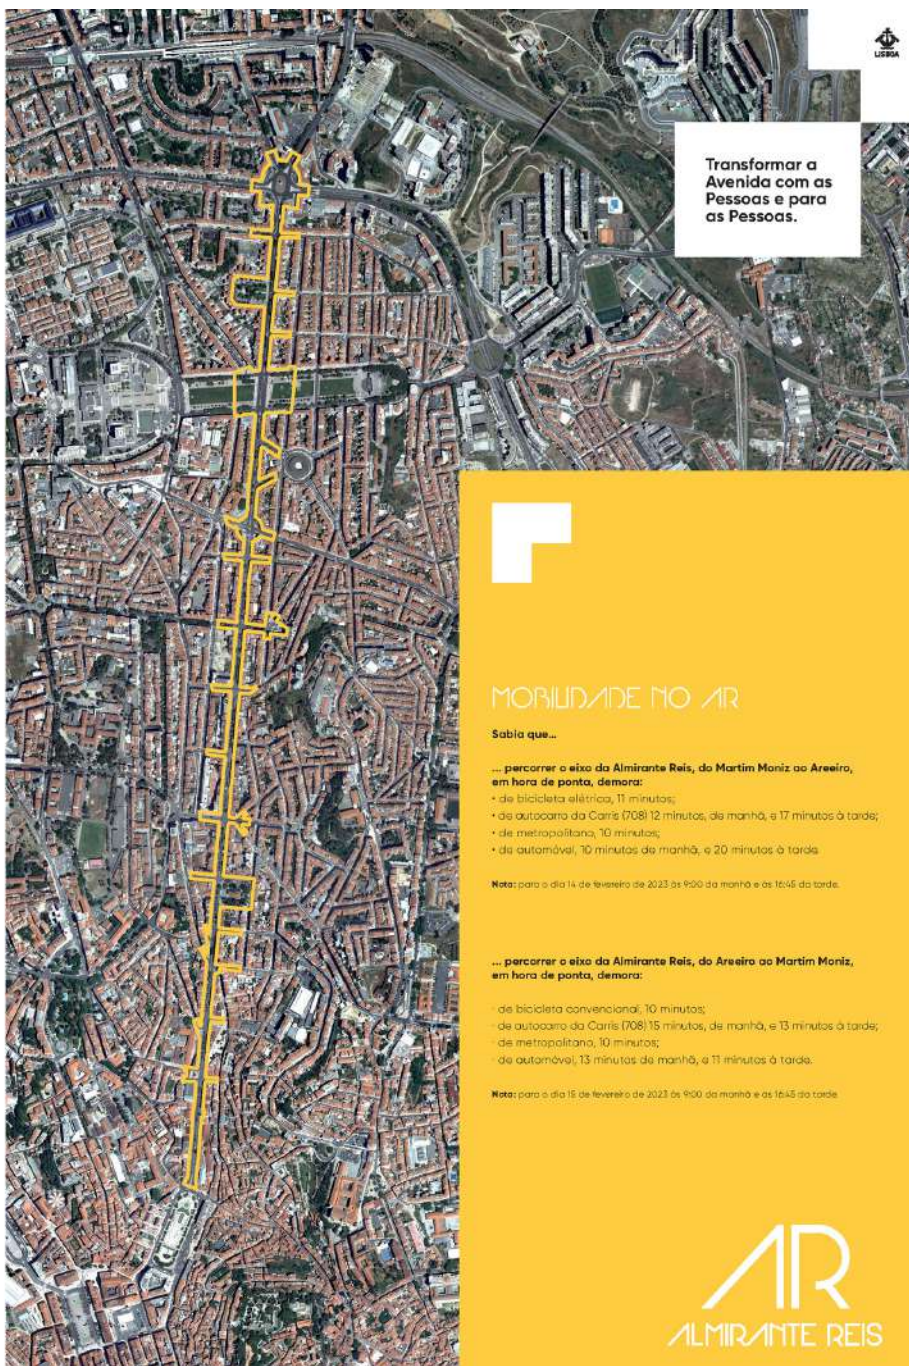 LISBOA
Transformar a
Avenida com as
Pessoas e para
as Pessoas.
MOBILIDADE NO AR
Sabia que...
... percorrer o eixo da Almirante Reis, do Martim Moniz ao Areeiro,
em hora de ponta, demora:
• de bicicleta elétrica, 11 minutos;
• de autocarro da Carris (708) 12 minutos, de manhã, e 17 minutos à tarde;
• de metropolitano, 10 minutos;
• de automóvel, 10 minutos de manhã, e 20 minutos à tarde.
Nota: para o dia 14 de fevereiro de 2023 às 9:00 da manhã e às 16:45 da tarde.
... percorrer o eixo da Almirante Reis, do Areeiro ao Martim Moniz,
em hora de ponta, demora:
· de bicicleta convencional, 10 minutos;
· de autocarro da Carris (708) 15 minutos, de manhã, e 13 minutos à tarde;
· de metropolitano, 10 minutos;
· de automóvel, 13 minutos de manhã, e 11 minutos à tarde.
Nota: para o dia 15 de fevereiro de 2023 às 9:00 da manhã e às 16:45 da tarde
AR
ALMIRANTE REIS